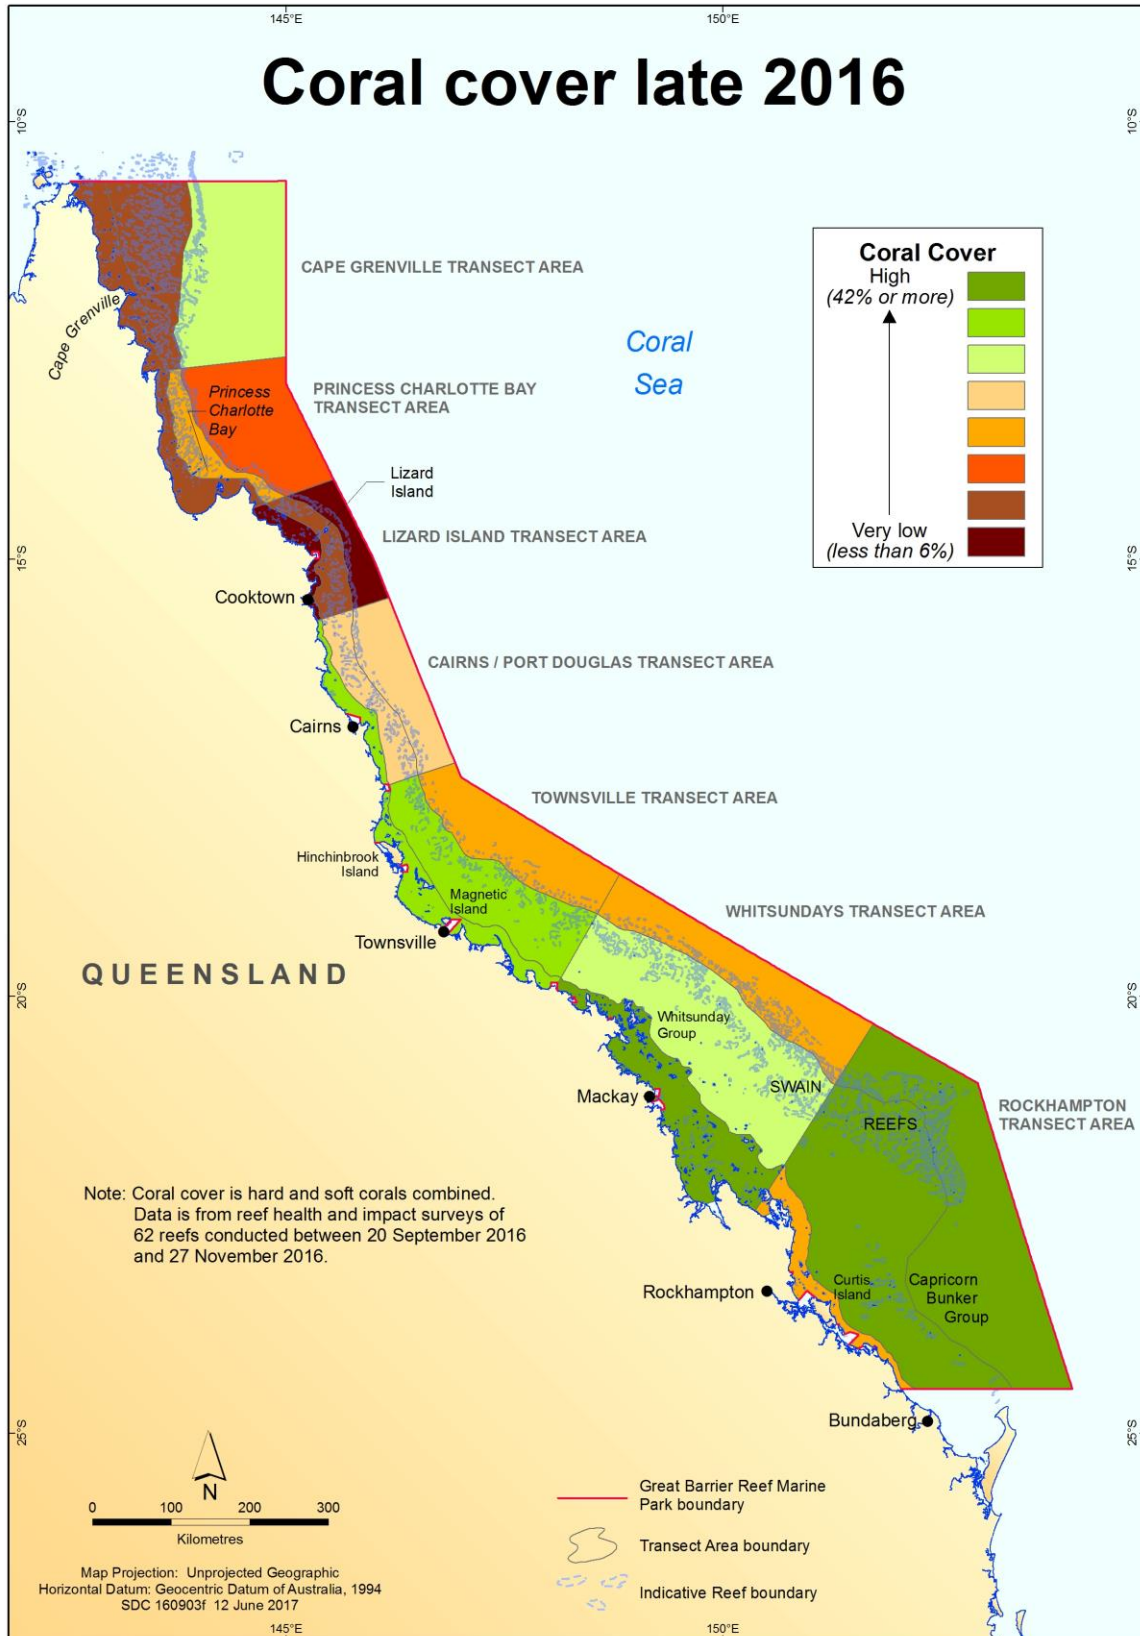 145°E
150°E
Coral cover late 2016
10°S
10°S
Coral Cover
High
(42% or more)
Very low
(less than 6%)
CAPE GRENVILLE TRANSECT AREA
Cape Grenville
Coral
Sea
PRINCESS CHARLOTTE BAY
TRANSECT AREA
Princess
Charlotte
Bay
Lizard
Island
LIZARD ISLAND TRANSECT AREA
15°S
15°S
Cooktown
CAIRNS / PORT DOUGLAS TRANSECT AREA
Cairns
TOWNSVILLE TRANSECT AREA
Hinchinbrook
Island
Magnetic
Island
WHITSUNDAYS TRANSECT AREA
Townsville
QUEENSLAND
20°S
20°S
Whitsunday
Group
SWAIN
Mackay
REEFS
ROCKHAMPTON
TRANSECT AREA
Note: Coral cover is hard and soft corals combined.
Data is from reef health and impact surveys of
62 reefs conducted between 20 September 2016
and 27 November 2016.
Rockhampton
Curtis
Island
Capricorn
Bunker
Group
Bundaberg
25°S
25°S
N
0 100 200 300
Kilometres
Map Projection: Unprojected Geographic
Horizontal Datum: Geocentric Datum of Australia, 1994
SDC 160903f 12 June 2017
Great Barrier Reef Marine
Park boundary
Transect Area boundary
Indicative Reef boundary
145°E
150°E